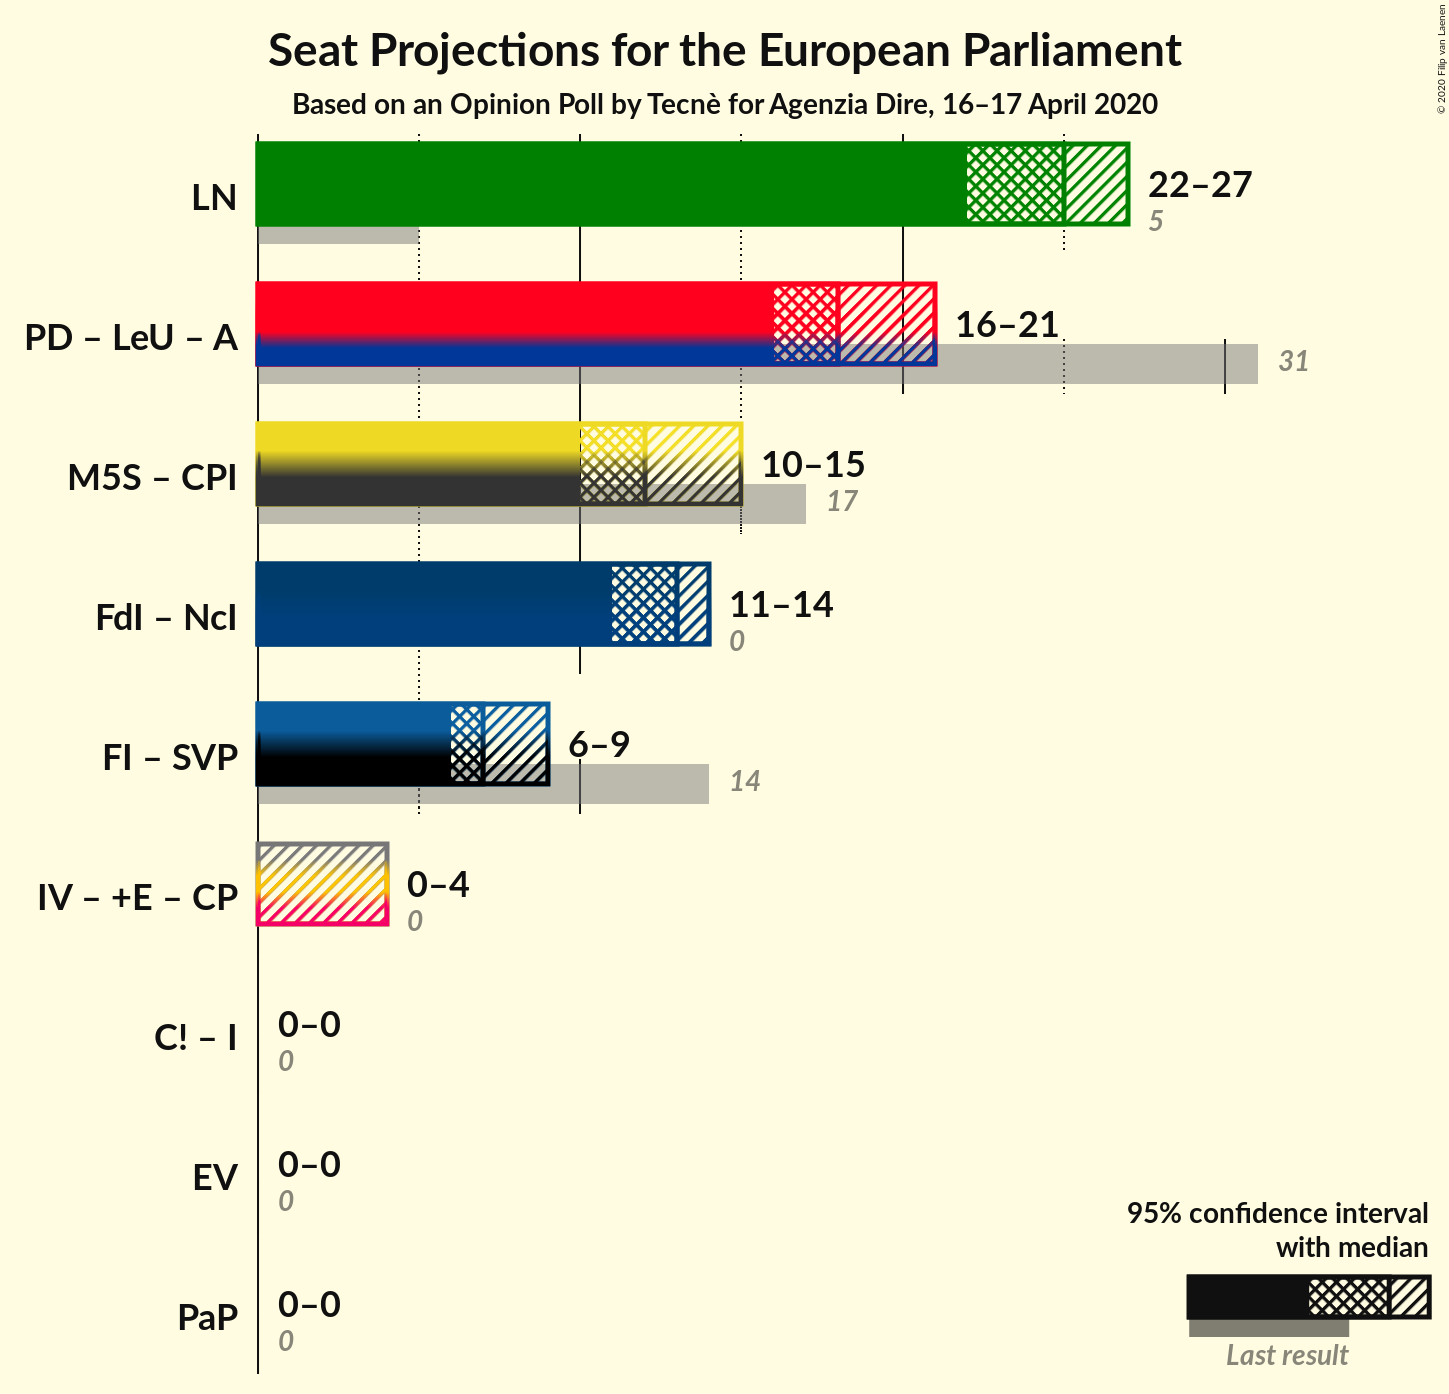 Seat Projections for the European Parliament
Based on an Opinion Poll by Tecnè for Agenzia Dire, 16–17 April 2020
© 2020 Filip van Laenen
LN
22–27
5
PD – LeU – A
16–21
31
M5S – CPI
10–15
17
FdI – NcI
11–14
0
FI – SVP
6–9
14
IV – +E – CP
0–4
0
C! – I
0–0
0
EV
0–0
0
PaP
0–0
0
95% confidence interval
with median
Last result